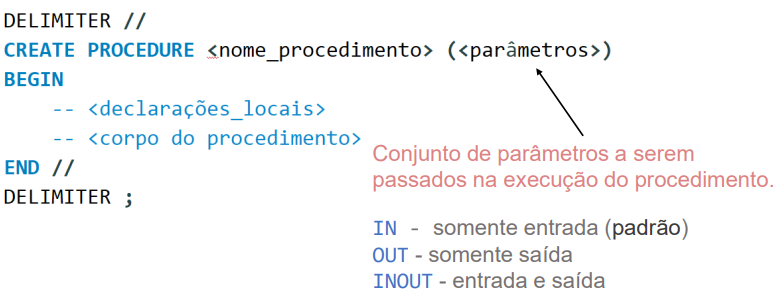 DELIMITER //
CREATE PROCEDURE <nome_procedimento> (<parâmetros>)
BEGIN
-- <declarações_locais>
-- <corpo do procedimento>
END //
DELIMITER ;
Conjunto de parâmetros a serem
passados na execução do procedimento.
IN - somente entrada (padrão)
OUT - somente saída
INOUT - entrada e saída